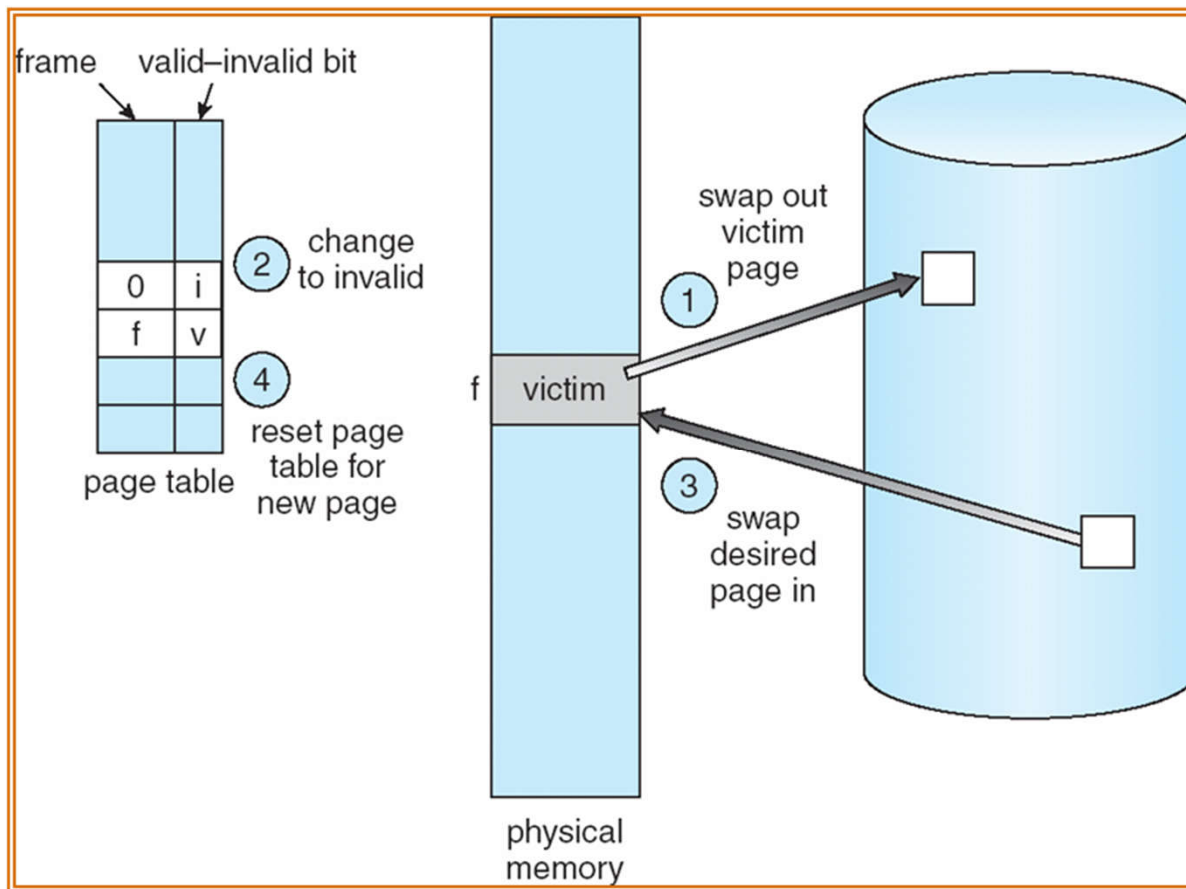 frame
valid–invalid bit
0 i
f v
2
change
to invalid
4
reset page
table for
new page
page table
f
victim
physical
memory
1
swap out
victim
page
3
swap
desired
page in